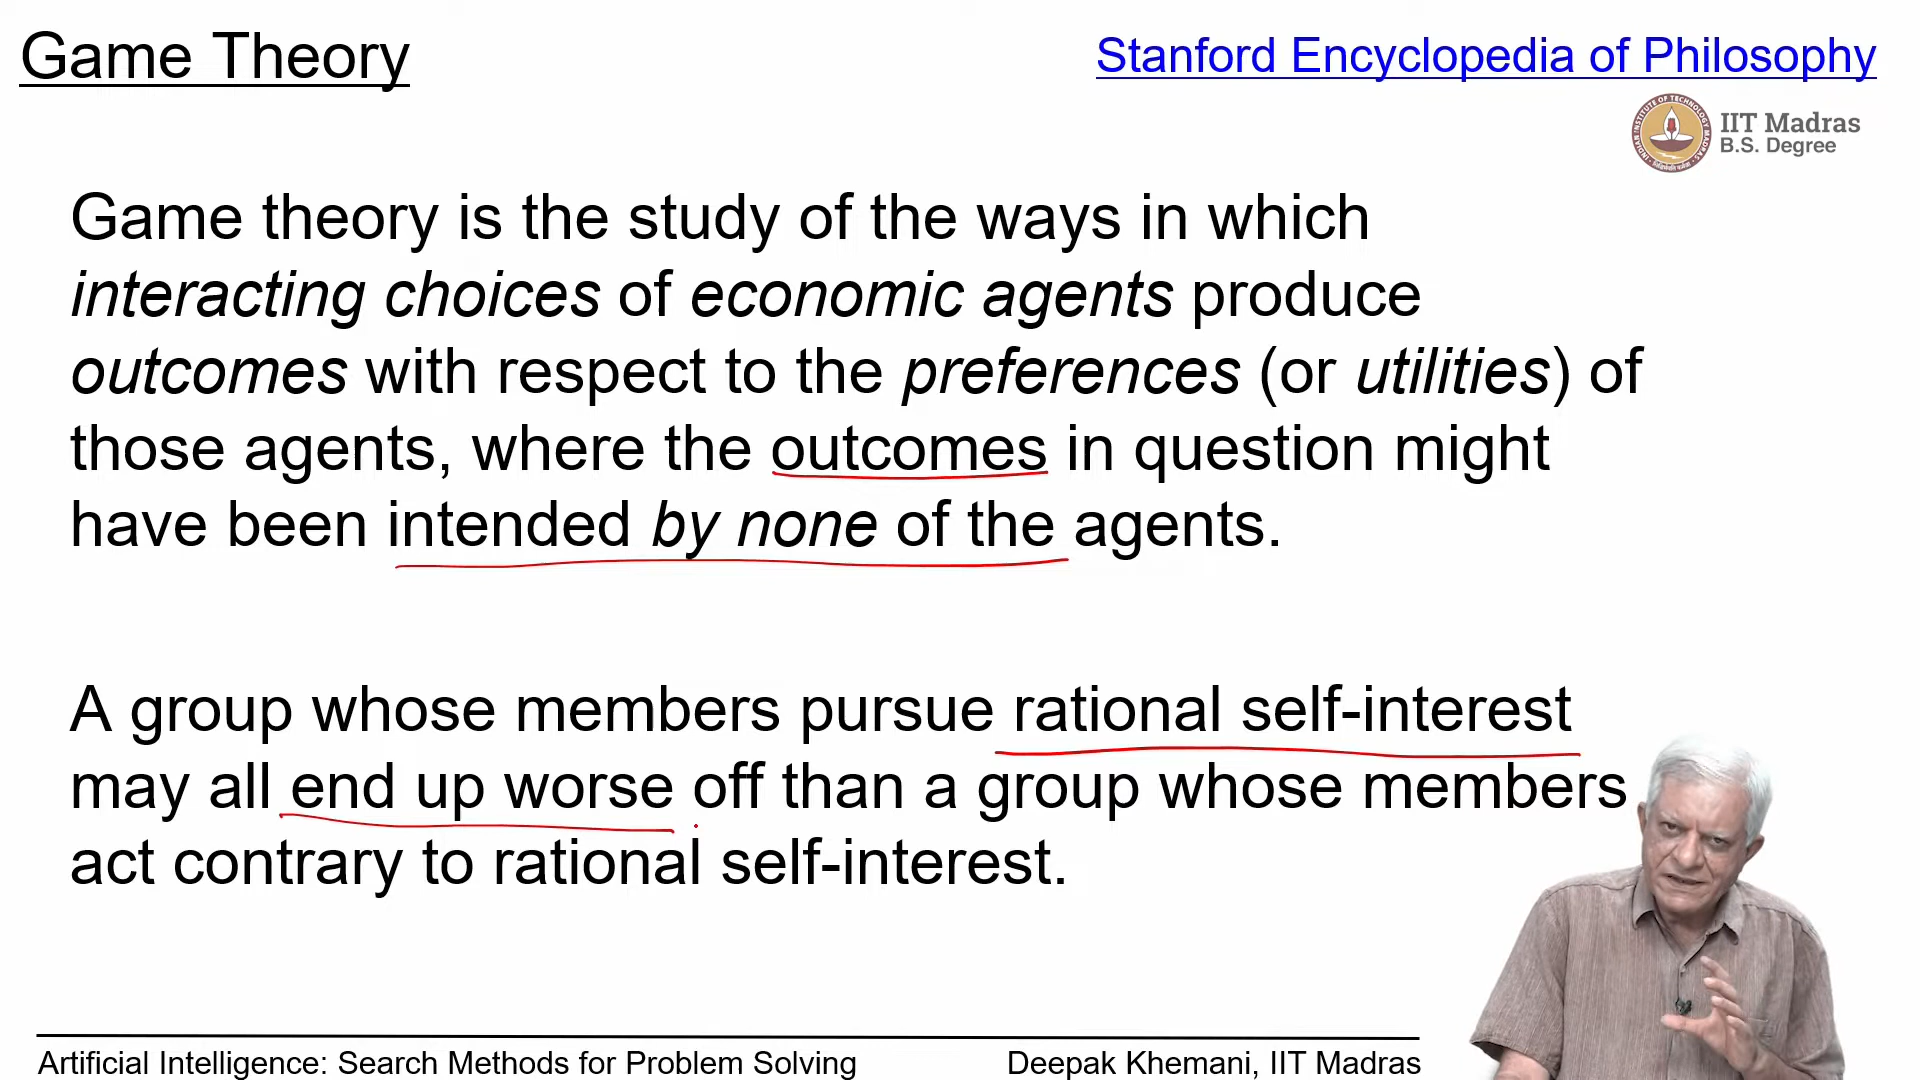 Game Theory
Stanford Encyclopedia of Philosophy
IIT Madras
B.S. Degree
Game theory is the study of the ways in which
interacting choices of economic agents produce
outcomes with respect to the preferences (or utilities) of
those agents, where the outcomes in question might
have been intended by none of the agents.
A group whose members pursue rational self-interest
may all end up worse off than a group whose members
act contrary to rational self-interest.
Artificial Intelligence: Search Methods for Problem Solving
Deepak Khemani, IIT Madras